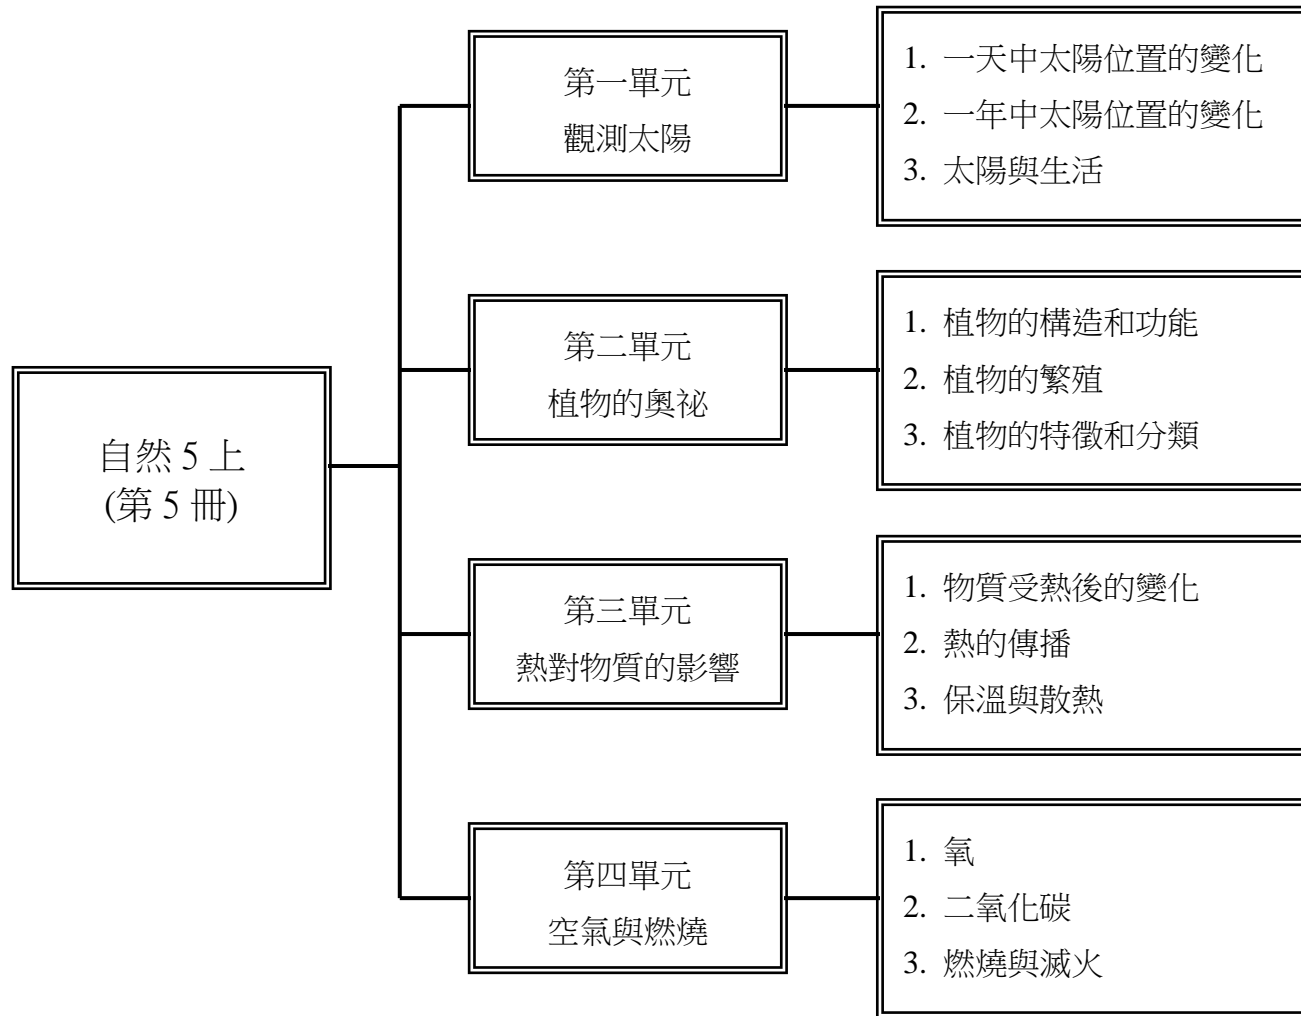 自然 5 上
(第 5 冊)
第一單元
觀測太陽
1. 一天中太陽位置的變化
2. 一年中太陽位置的變化
3. 太陽與生活
第二單元
植物的奧祕
1. 植物的構造和功能
2. 植物的繁殖
3. 植物的特徵和分類
第三單元
熱對物質的影響
1. 物質受熱後的變化
2. 熱的傳播
3. 保溫與散熱
第四單元
空氣與燃燒
1. 氧
2. 二氧化碳
3. 燃燒與滅火